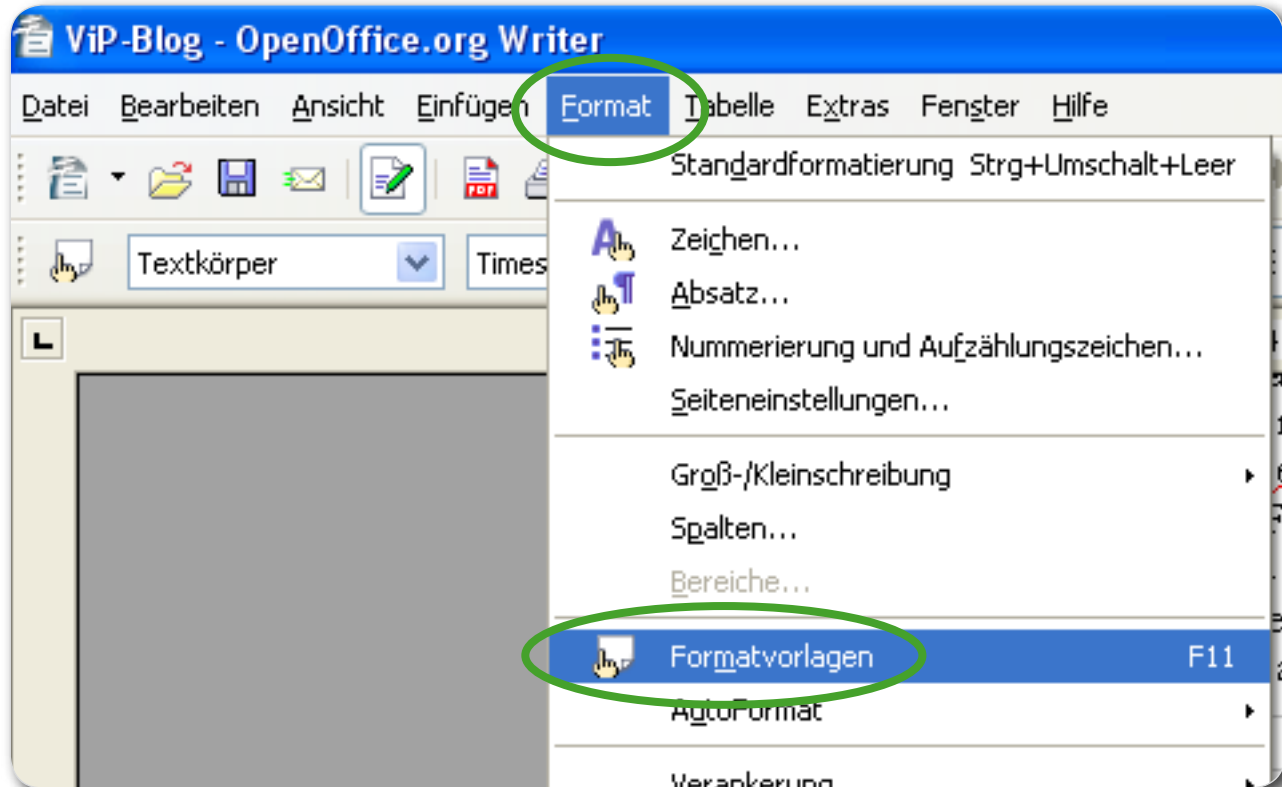 ViP-Blog - OpenOffice.org Writer
Datei Bearbeiten Ansicht Einfügen Format Tabelle Extras Fenster Hilfe
Standardformatierung Strg+Umschalt+Leer
PDF
Textkörper Times
Zeichen...
Absatz...
Nummerierung und Aufzählungszeichen...
Seiteneinstellungen...
Groß-/Kleinschreibung
Spalten...
Bereiche...
Formatvorlagen F11
AutoFormat
Verankerung